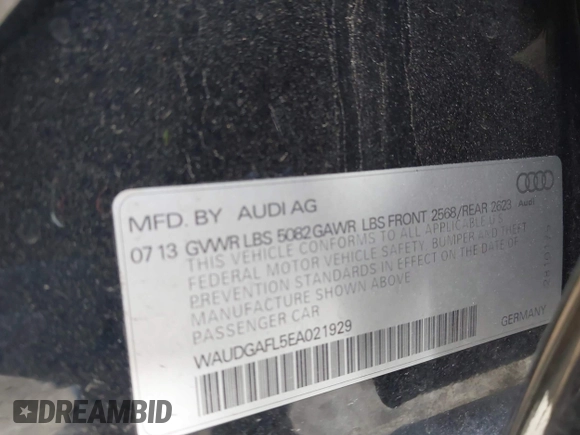 MFD. BY AUDI AG
07 13 GVWR LBS 5082 GAWR LBS FRONT 2568/REAR 2623
THIS VEHICLE CONFORMS TO ALL APPLICABLE U.S.
FEDERAL MOTOR VEHICLE SAFETY, BUMPER AND THEFT
PREVENTION STANDARDS IN EFFECT ON THE DATE OF
MANUFACTURE SHOWN ABOVE.
PASSENGER CAR
WAUDGAFL5EA021929
Audi
GERMANY
DREAMBID